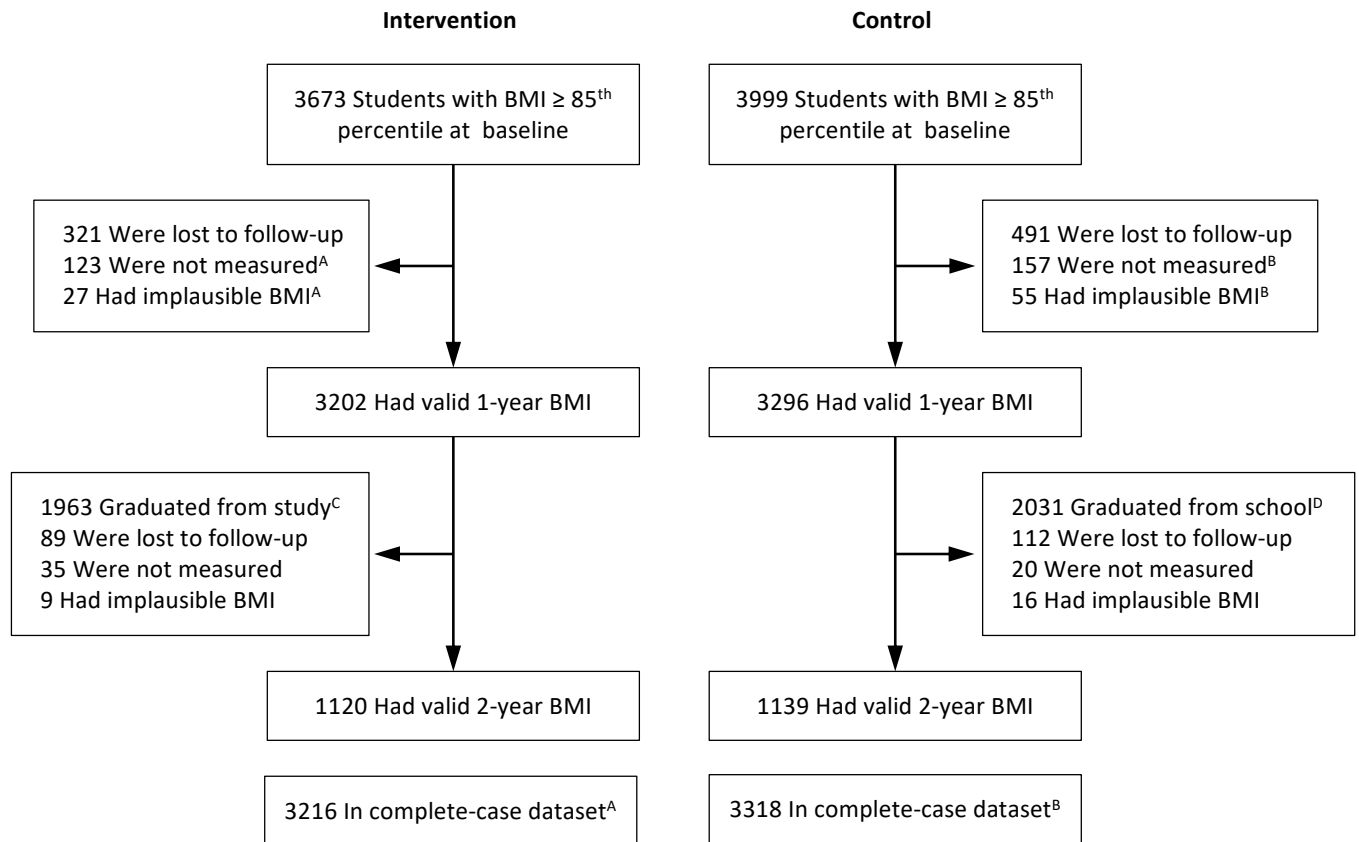 Intervention
Control
3673 Students with BMI ≥ 85th
percentile at baseline
3999 Students with BMI ≥ 85th
percentile at baseline
321 Were lost to follow-up
123 Were not measuredA
27 Had implausible BMIA
491 Were lost to follow-up
157 Were not measuredB
55 Had implausible BMIB
3202 Had valid 1-year BMI
3296 Had valid 1-year BMI
1963 Graduated from studyC
89 Were lost to follow-up
35 Were not measured
9 Had implausible BMI
2031 Graduated from schoolD
112 Were lost to follow-up
20 Were not measured
16 Had implausible BMI
1120 Had valid 2-year BMI
1139 Had valid 2-year BMI
3216 In complete-case datasetA
3318 In complete-case datasetB